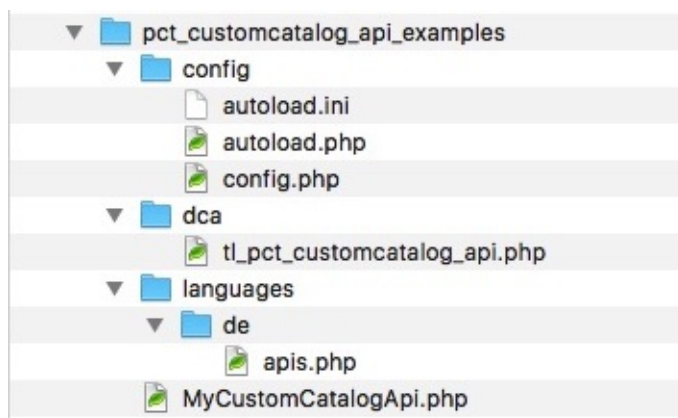 pct_customcatalog_api_examples
config
autoload.ini
autoload.php
config.php
dca
tl_pct_customcatalog_api.php
languages
de
apis.php
MyCustomCatalogApi.php